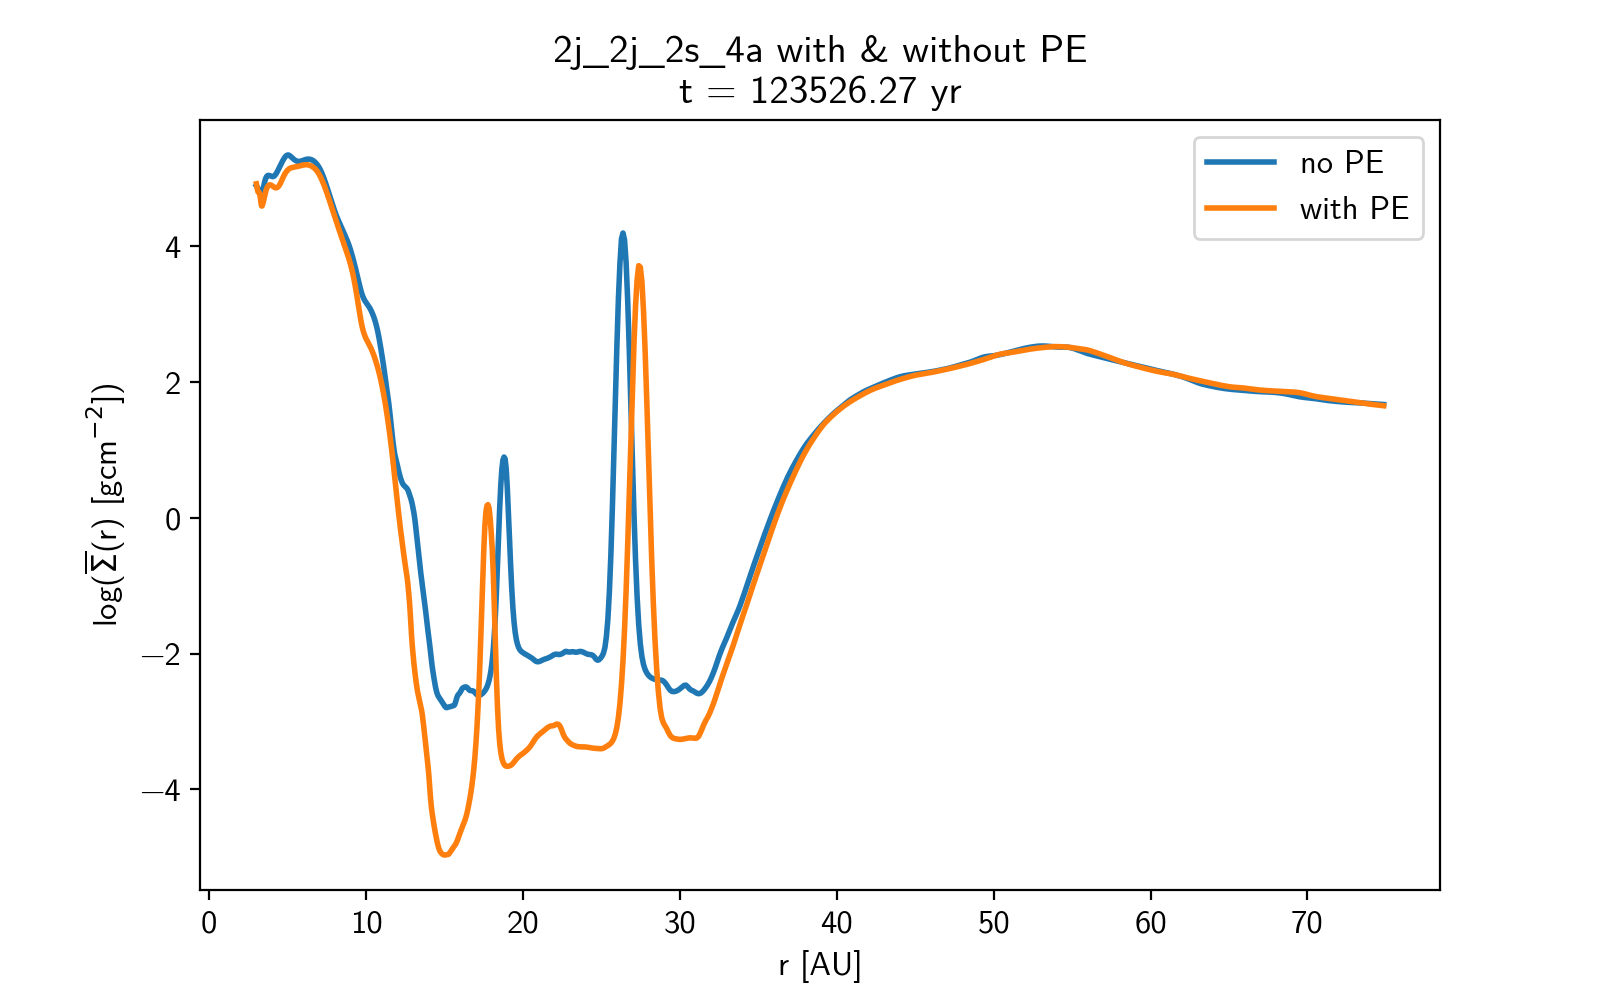 2j_2j_2s_4a with & without PE
t = 123526.27 yr
no PE
with PE
4
2
0
−2
−4
log(Σ̅(r) [gcm⁻²])
0 10 20 30 40 50 60 70
r [AU]